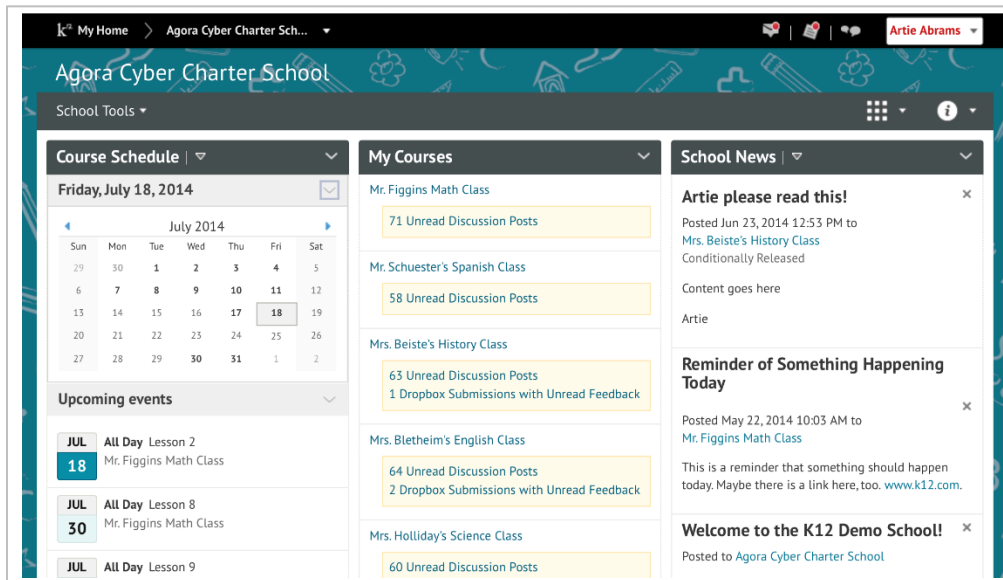 k¹² My Home
Agora Cyber Charter Sch...
Artie Abrams
Agora Cyber Charter School
School Tools
Course Schedule
Friday, July 18, 2014
July 2014
Sun Mon Tue Wed Thu Fri Sat
29 30 1 2 3 4 5
6 7 8 9 10 11 12
13 14 15 16 17 18 19
20 21 22 23 24 25 26
27 28 29 30 31 1 2
Upcoming events
JUL
18
All Day Lesson 2
Mr. Figgins Math Class
JUL
30
All Day Lesson 8
Mr. Figgins Math Class
JUL
All Day Lesson 9
My Courses
Mr. Figgins Math Class
71 Unread Discussion Posts
Mr. Schuester's Spanish Class
58 Unread Discussion Posts
Mrs. Beiste's History Class
63 Unread Discussion Posts
1 Dropbox Submissions with Unread Feedback
Mrs. Bletheim's English Class
64 Unread Discussion Posts
2 Dropbox Submissions with Unread Feedback
Mrs. Holliday's Science Class
60 Unread Discussion Posts
School News
Artie please read this!
Posted Jun 23, 2014 12:53 PM to
Mrs. Beiste's History Class
Conditionally Released
Content goes here
Artie
Reminder of Something Happening
Today
Posted May 22, 2014 10:03 AM to
Mr. Figgins Math Class
This is a reminder that something should happen
today. Maybe there is a link here, too. www.k12.com.
Welcome to the K12 Demo School!
Posted to Agora Cyber Charter School